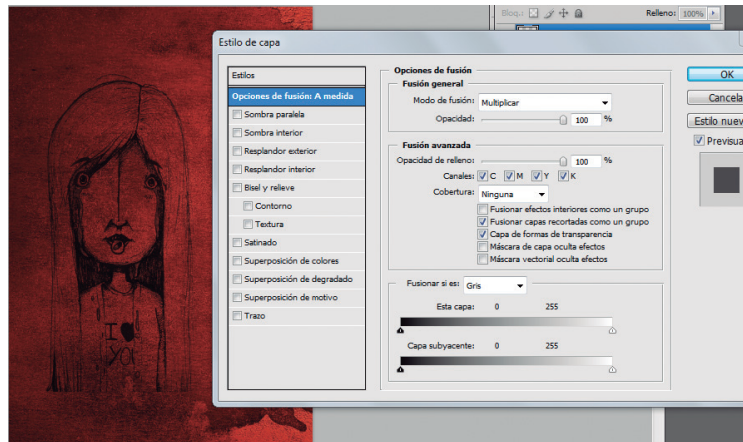 Bloq.: Relleno: 100%
Estilo de capa
Estilos
Opciones de fusión: A medida
Sombra paralela
Sombra interior
Resplandor exterior
Resplandor interior
Bisel y relieve
Contorno
Textura
Satinado
Superposición de colores
Superposición de degradado
Superposición de motivo
Trazo
Opciones de fusión
Fusión general
Modo de fusión: Multiplicar
Opacidad: 100 %
Fusión avanzada
Opacidad de relleno: 100 %
Canales: C M Y K
Cobertura: Ninguna
Fusionar efectos interiores como un grupo
Fusionar capas recortadas como un grupo
Capa de formas de transparencia
Máscara de capa oculta efectos
Máscara vectorial oculta efectos
Fusionar si es: Gris
Esta capa: 0 255
Capa subyacente: 0 255
OK
Cancela
Estilo nuev
Previsua
I
YOU